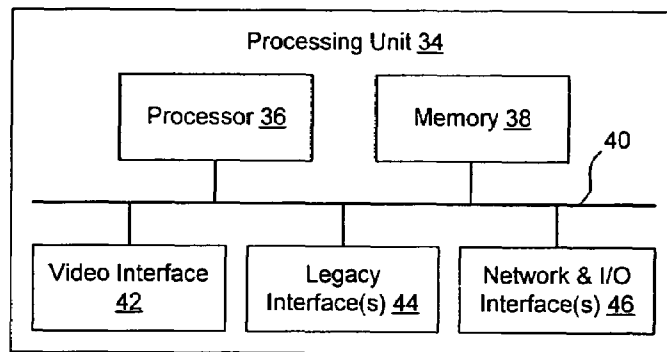 Processing Unit 34
Processor 36
Memory 38
40
Video Interface
42
Legacy
Interface(s) 44
Network & I/O
Interface(s) 46